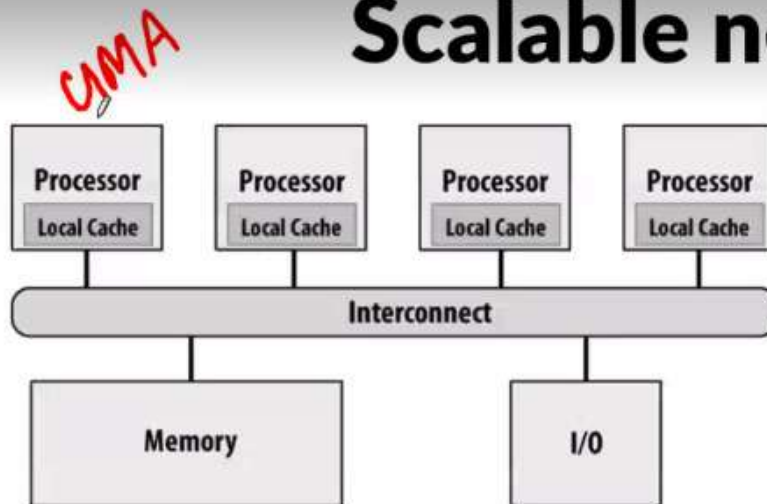 Scalable n
UMA
Processor Processor Processor Processor
Local Cache Local Cache Local Cache Local Cache
Interconnect
Memory I/O